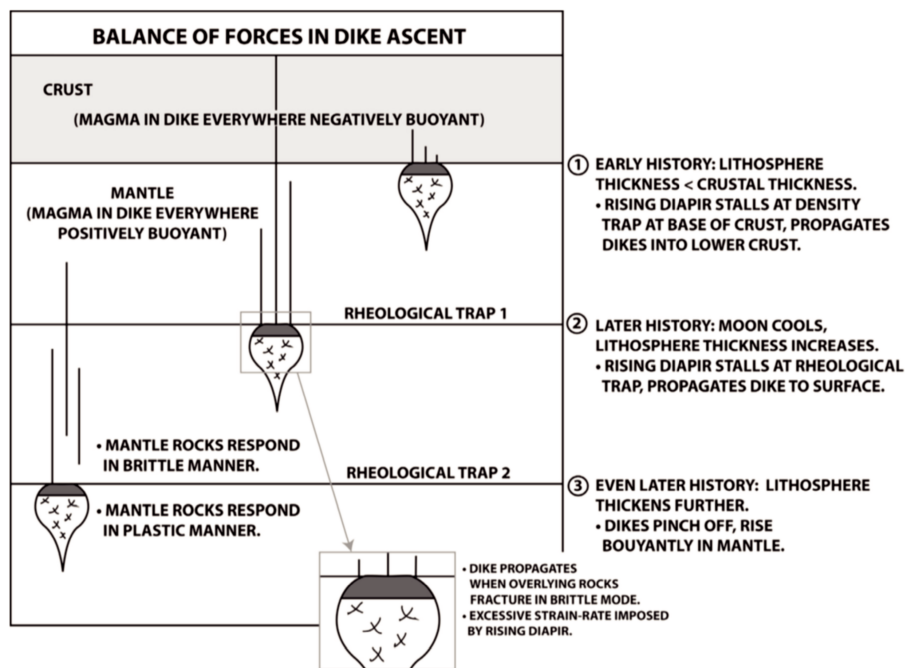 BALANCE OF FORCES IN DIKE ASCENT
CRUST
(MAGMA IN DIKE EVERYWHERE NEGATIVELY BUOYANT)
MANTLE
(MAGMA IN DIKE EVERYWHERE
POSITIVELY BUOYANT)
① EARLY HISTORY: LITHOSPHERE
THICKNESS < CRUSTAL THICKNESS.
• RISING DIAPIR STALLS AT DENSITY
TRAP AT BASE OF CRUST, PROPAGATES
DIKES INTO LOWER CRUST.
RHEOLOGICAL TRAP 1
② LATER HISTORY: MOON COOLS,
LITHOSPHERE THICKNESS INCREASES.
• RISING DIAPIR STALLS AT RHEOLOGICAL
TRAP, PROPAGATES DIKE TO SURFACE.
• MANTLE ROCKS RESPOND
IN BRITTLE MANNER.
RHEOLOGICAL TRAP 2
• MANTLE ROCKS RESPOND
IN PLASTIC MANNER.
③ EVEN LATER HISTORY: LITHOSPHERE
THICKENS FURTHER.
• DIKES PINCH OFF, RISE
BOUYANTLY IN MANTLE.
• DIKE PROPAGATES
WHEN OVERLYING ROCKS
FRACTURE IN BRITTLE MODE.
• EXCESSIVE STRAIN-RATE IMPOSED
BY RISING DIAPIR.